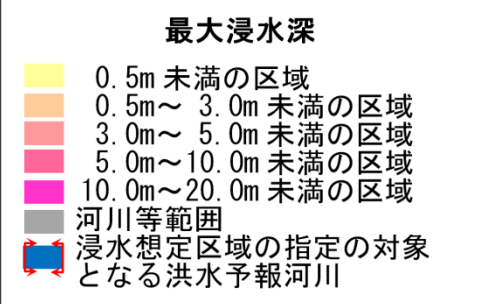 最大浸水深
0.5m 未満の区域
0.5m～ 3.0m 未満の区域
3.0m～ 5.0m 未満の区域
5.0m～10.0m 未満の区域
10.0m～20.0m 未満の区域
河川等範囲
浸水想定区域の指定の対象
となる洪水予報河川